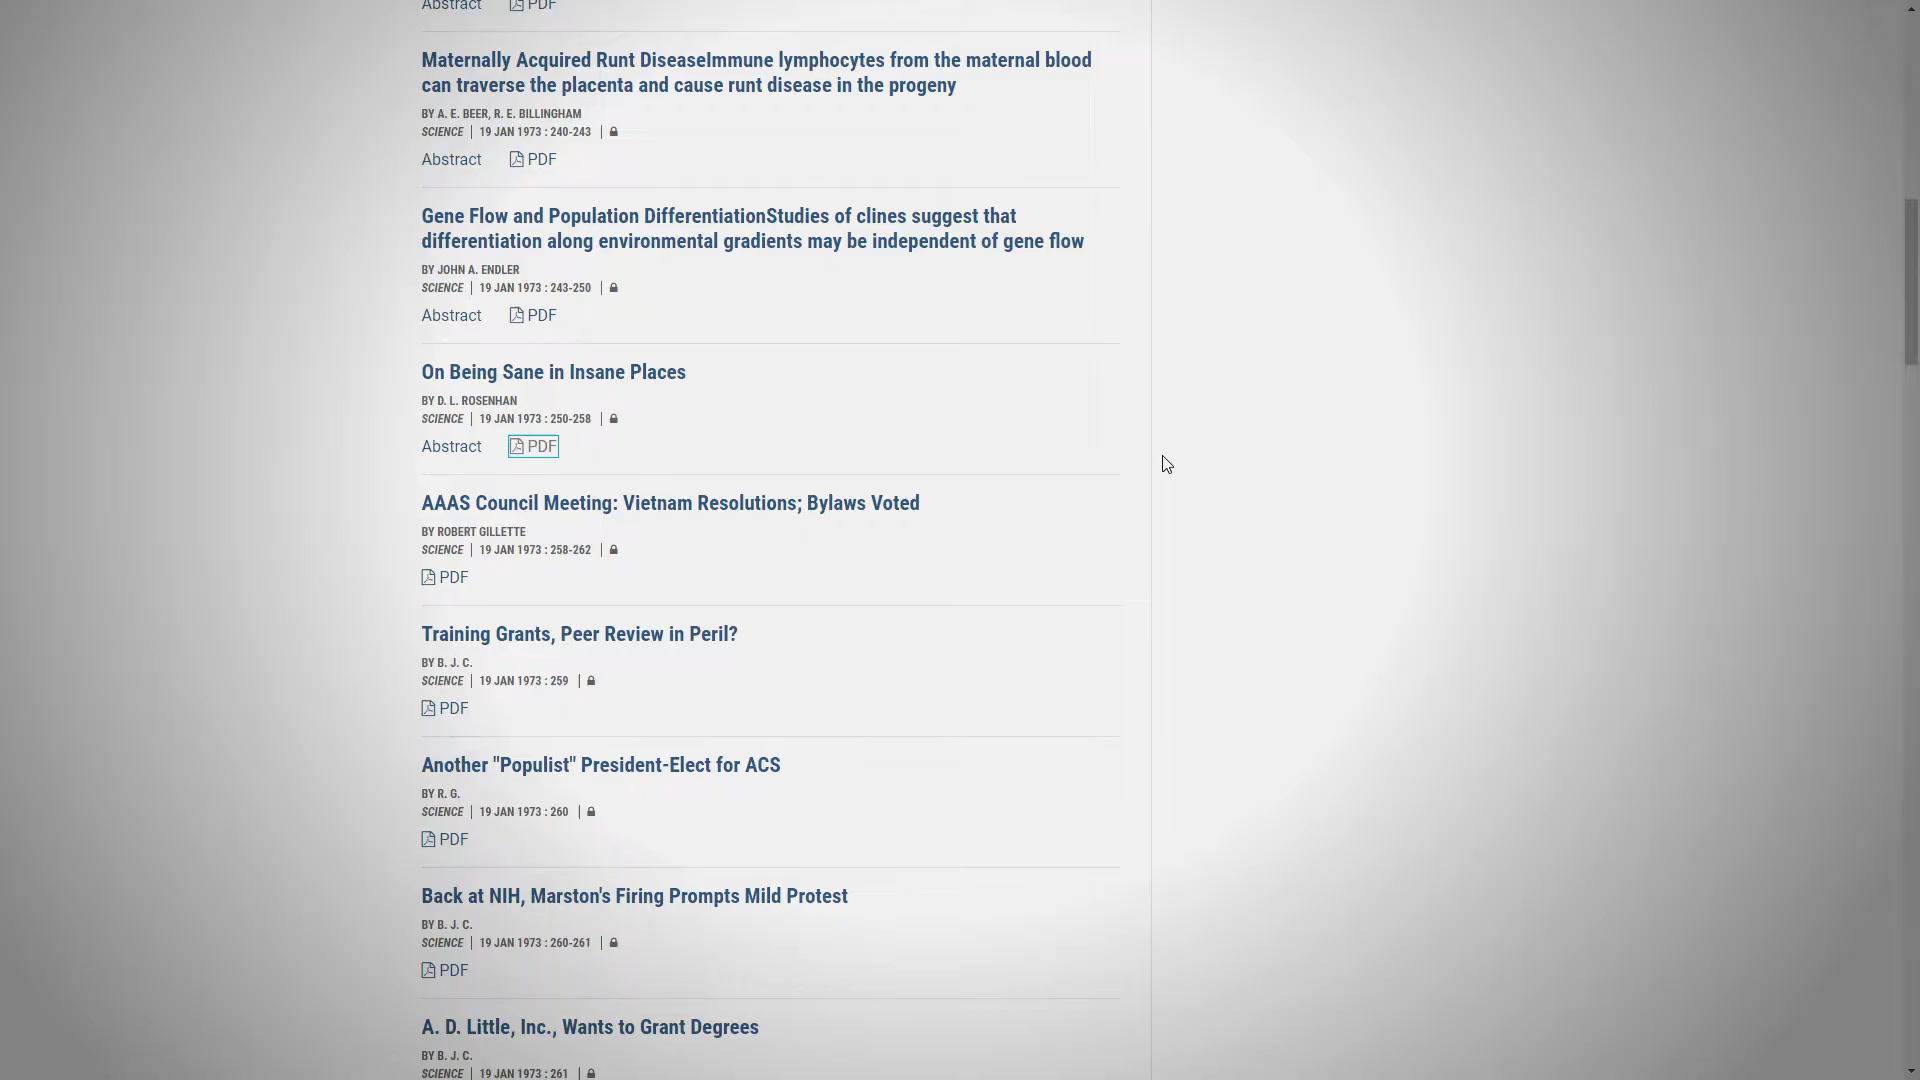 Abstract PDF
Maternally Acquired Runt DiseaseImmune lymphocytes from the maternal blood
can traverse the placenta and cause runt disease in the progeny
BY A. E. BEER, R. E. BILLINGHAM
SCIENCE | 19 JAN 1973 : 240-243 |
Abstract PDF
Gene Flow and Population DifferentiationStudies of clines suggest that
differentiation along environmental gradients may be independent of gene flow
BY JOHN A. ENDLER
SCIENCE | 19 JAN 1973 : 243-250 |
Abstract PDF
On Being Sane in Insane Places
BY D. L. ROSENHAN
SCIENCE | 19 JAN 1973 : 250-258 |
Abstract PDF
AAAS Council Meeting: Vietnam Resolutions; Bylaws Voted
BY ROBERT GILLETTE
SCIENCE | 19 JAN 1973 : 258-262 |
PDF
Training Grants, Peer Review in Peril?
BY B. J. C.
SCIENCE | 19 JAN 1973 : 259 |
PDF
Another "Populist" President-Elect for ACS
BY R. G.
SCIENCE | 19 JAN 1973 : 260 |
PDF
Back at NIH, Marston's Firing Prompts Mild Protest
BY B. J. C.
SCIENCE | 19 JAN 1973 : 260-261 |
PDF
A. D. Little, Inc., Wants to Grant Degrees
BY B. J. C.
SCIENCE | 19 JAN 1973 : 261 |